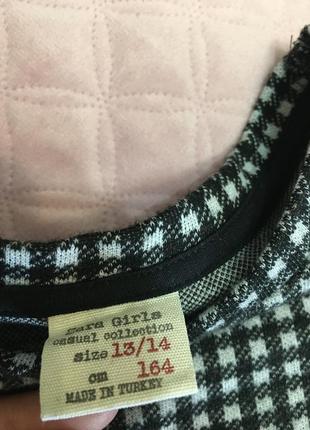 Zara Girls
casual collection
size 13/14
cm 164
MADE IN TURKEY